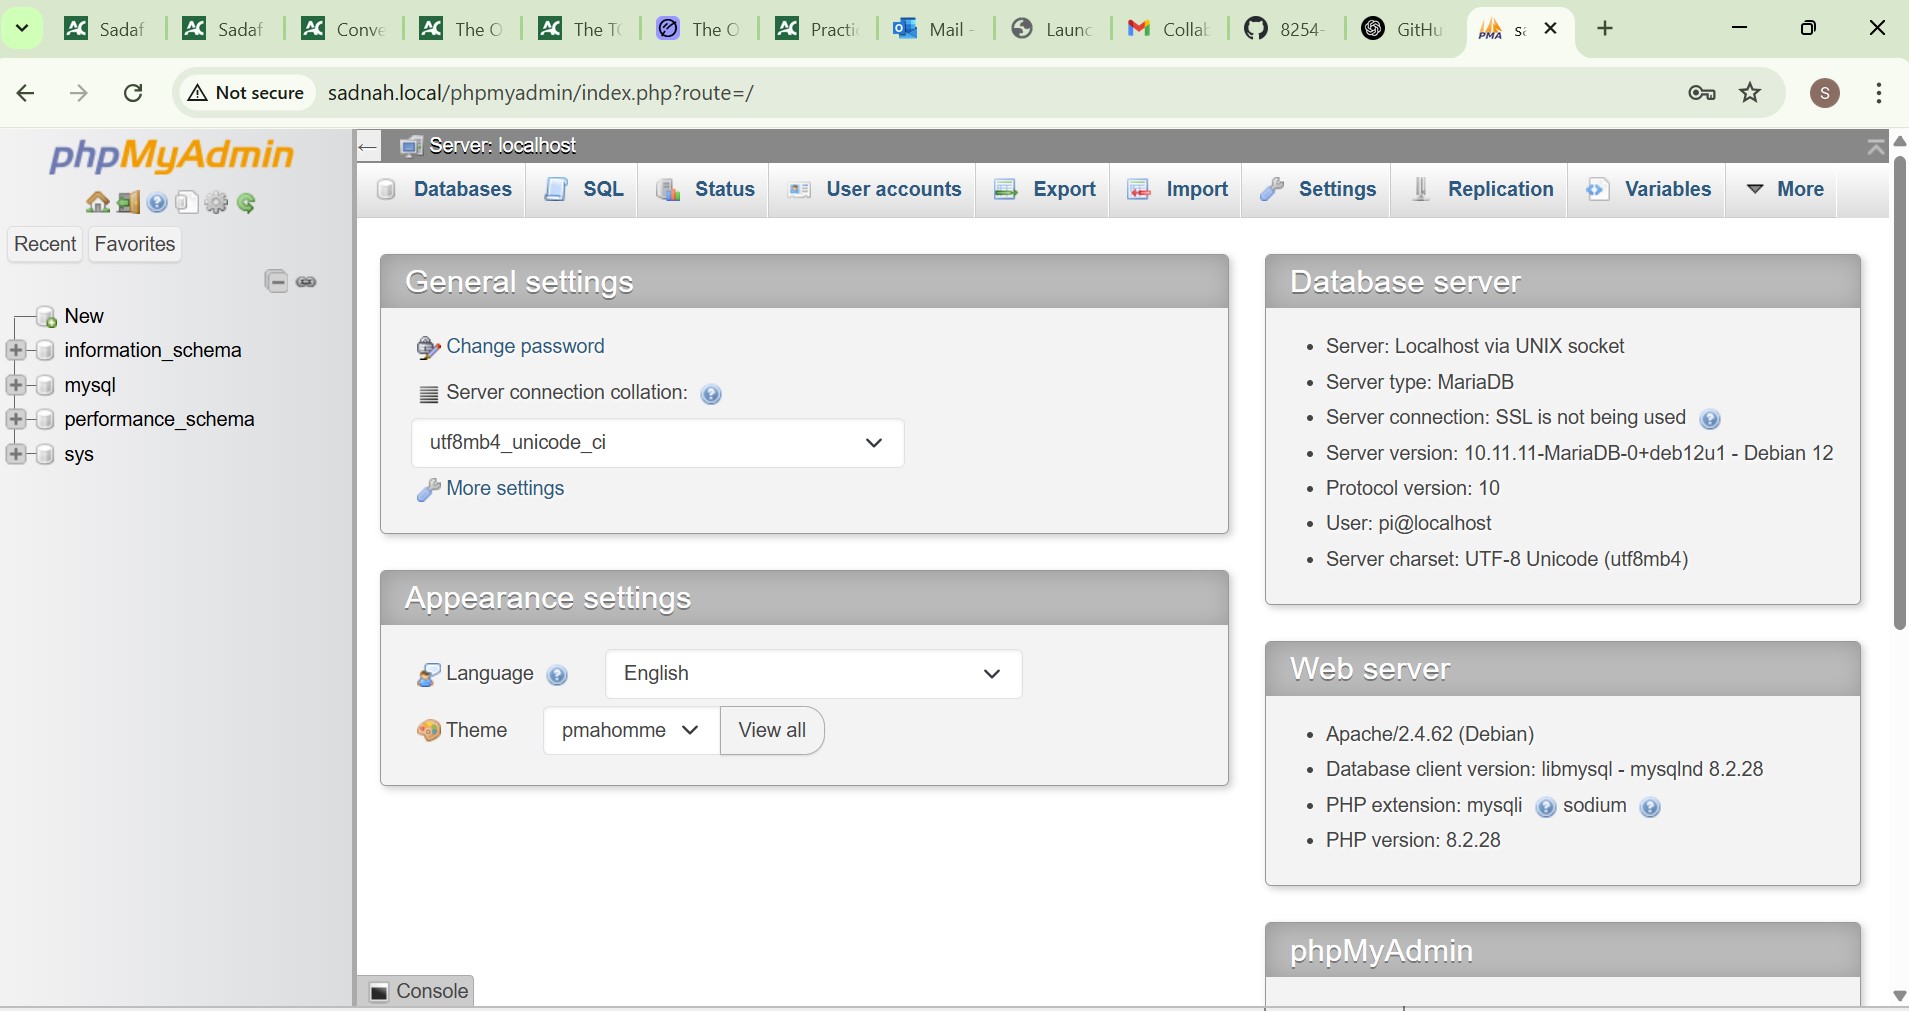 Sadaf
Sadaf
Conve
The O
The TO
The O
Practic
Mail -
Launc
Collab
8254-
GitHu
PMA
sa
Not secure
sadnah.local/phpmyadmin/index.php?route=/
S
phpMyAdmin
Recent
Favorites
New
information_schema
mysql
performance_schema
sys
Server: localhost
Databases
SQL
Status
User accounts
Export
Import
Settings
Replication
Variables
More
General settings
Change password
Server connection collation:
utf8mb4_unicode_ci
More settings
Appearance settings
Language
English
Theme
pmahomme
View all
Database server
Server: Localhost via UNIX socket
Server type: MariaDB
Server connection: SSL is not being used
Server version: 10.11.11-MariaDB-0+deb12u1 - Debian 12
Protocol version: 10
User: pi@localhost
Server charset: UTF-8 Unicode (utf8mb4)
Web server
Apache/2.4.62 (Debian)
Database client version: libmysql - mysqlnd 8.2.28
PHP extension: mysqli sodium
PHP version: 8.2.28
phpMyAdmin
Console